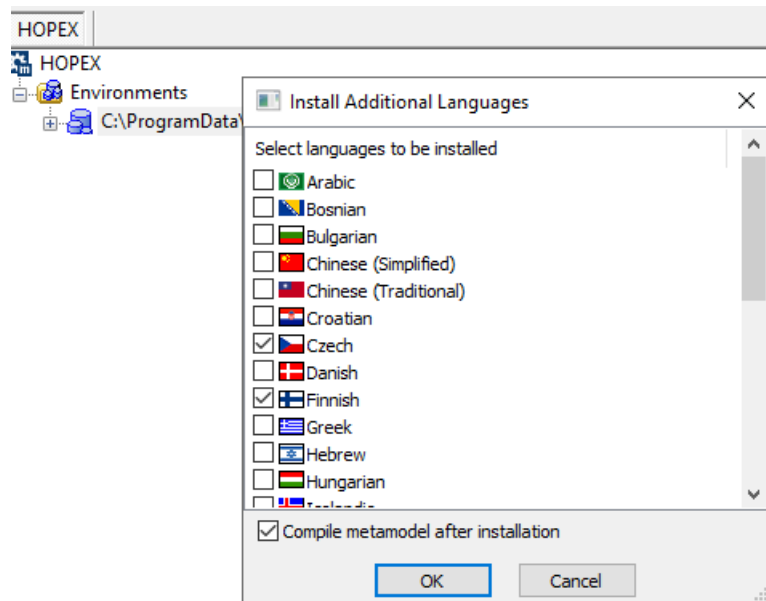 HOPEX
HOPEX
Environments
C:\ProgramData\
Install Additional Languages
Select languages to be installed
Arabic
Bosnian
Bulgarian
Chinese (Simplified)
Chinese (Traditional)
Croatian
Czech
Danish
Finnish
Greek
Hebrew
Hungarian
Compile metamodel after installation
OK
Cancel